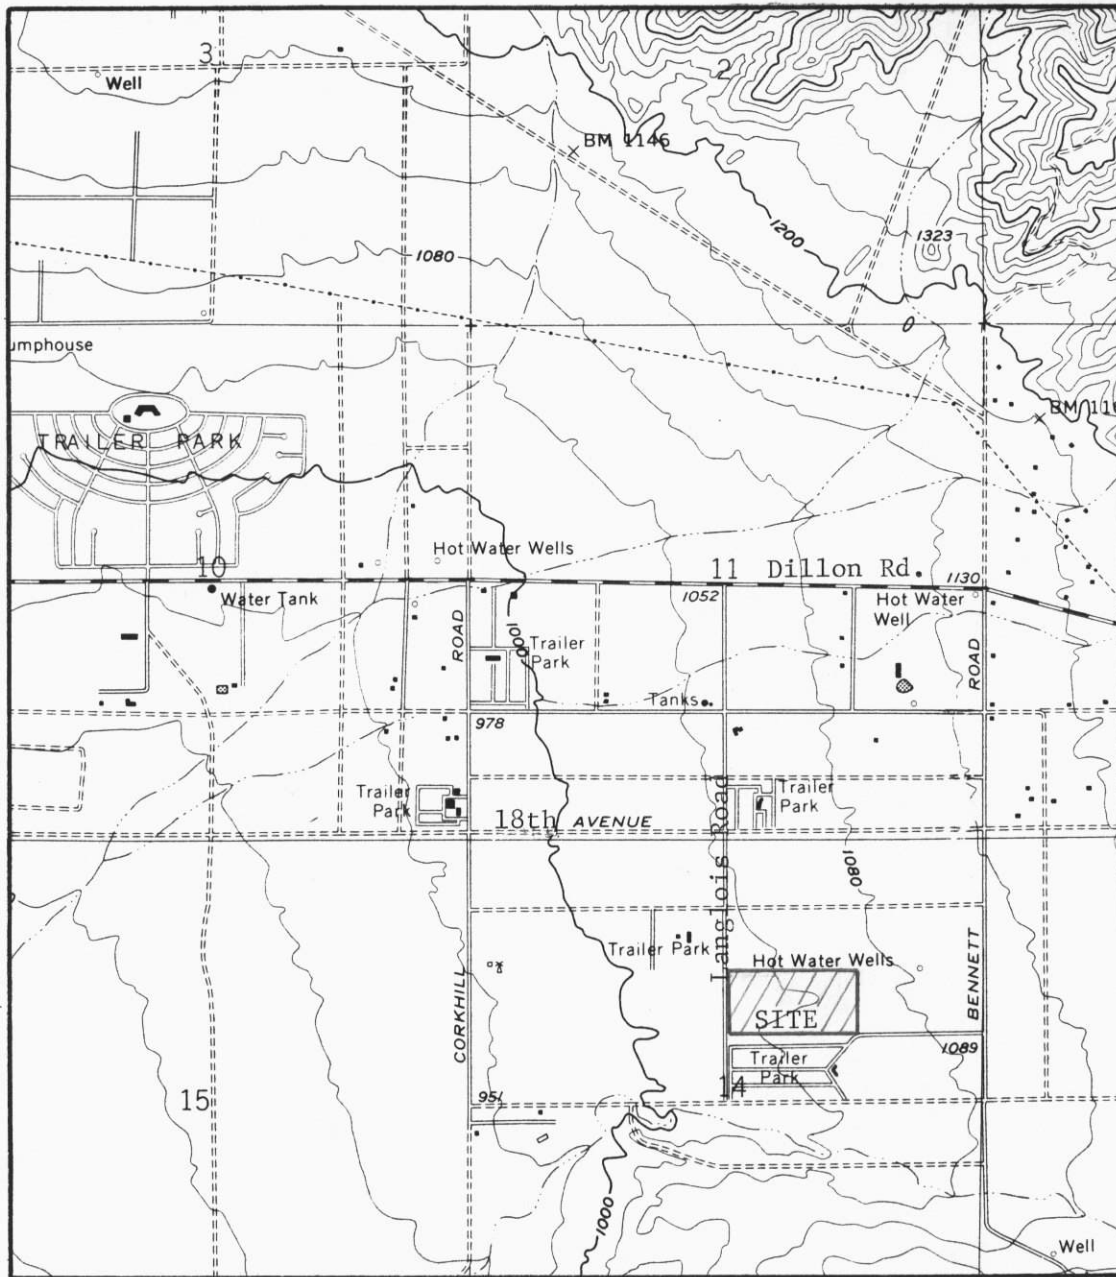 3
2
Well
BM 1146
1200
1323
1080
umphouse
BM 11
TRAILER PARK
Hot Water Wells
10
11 Dillon Rd
1130
Water Tank
1052
Hot Water
Well
ROAD
1000
Trailer
Park
ROAD
Tanks
978
Trailer
Park
Langlois Road
Trailer
Park
18th AVENUE
1080
Trailer Park
Hot Water Wells
CORKHILL
BENNETT
SITE
1089
Trailer
Park
15
951
14
1000
Well